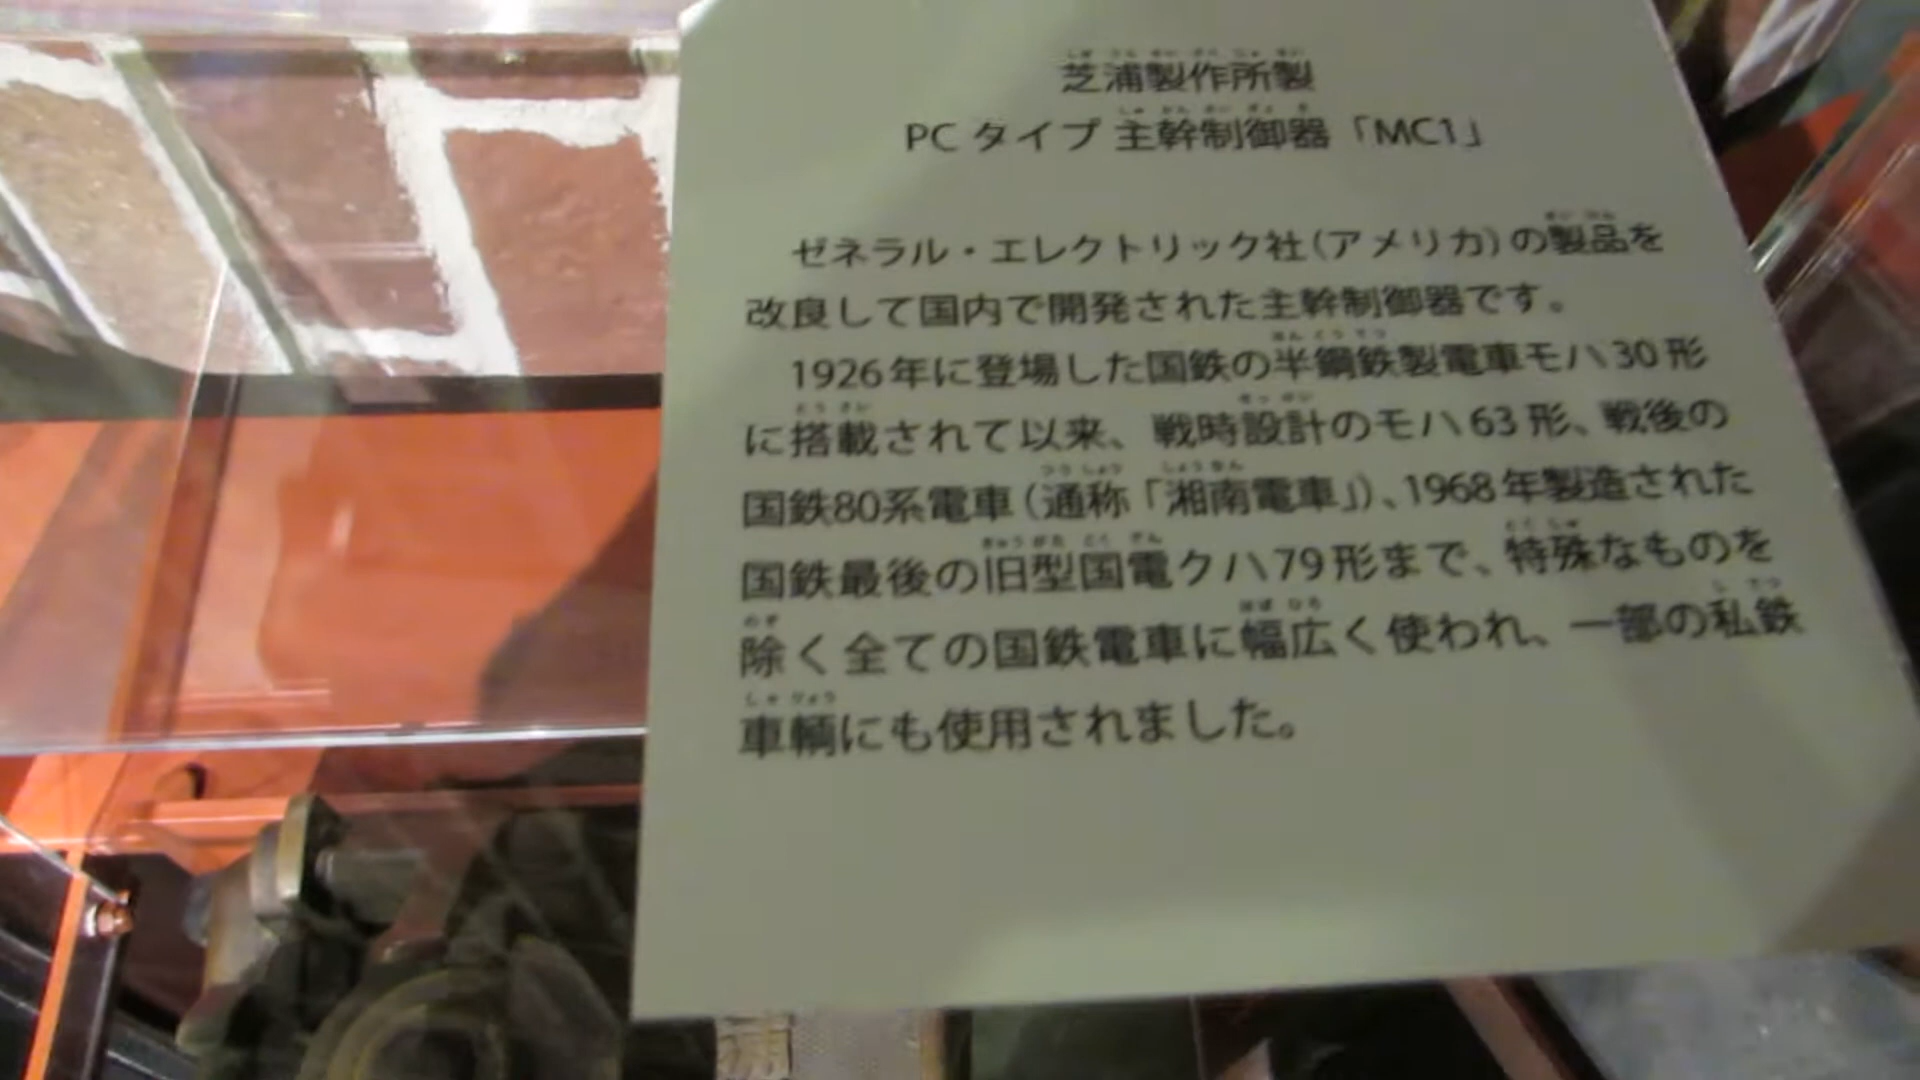 芝浦製作所製
PC タイプ 主幹制御器「MC1」
ゼネラル・エレクトリック社(アメリカ)の製品を
改良して国内で開発された主幹制御器です。
1926年に登場した国鉄の半鋼鉄製電車モハ30形
に搭載されて以来、戦時設計のモハ63形、戦後の
国鉄80系電車(通称「湘南電車」)、1968年製造された
国鉄最後の旧型国電クハ79形まで、特殊なものを
除く全ての国鉄電車に幅広く使われ、一部の私鉄
車輌にも使用されました。